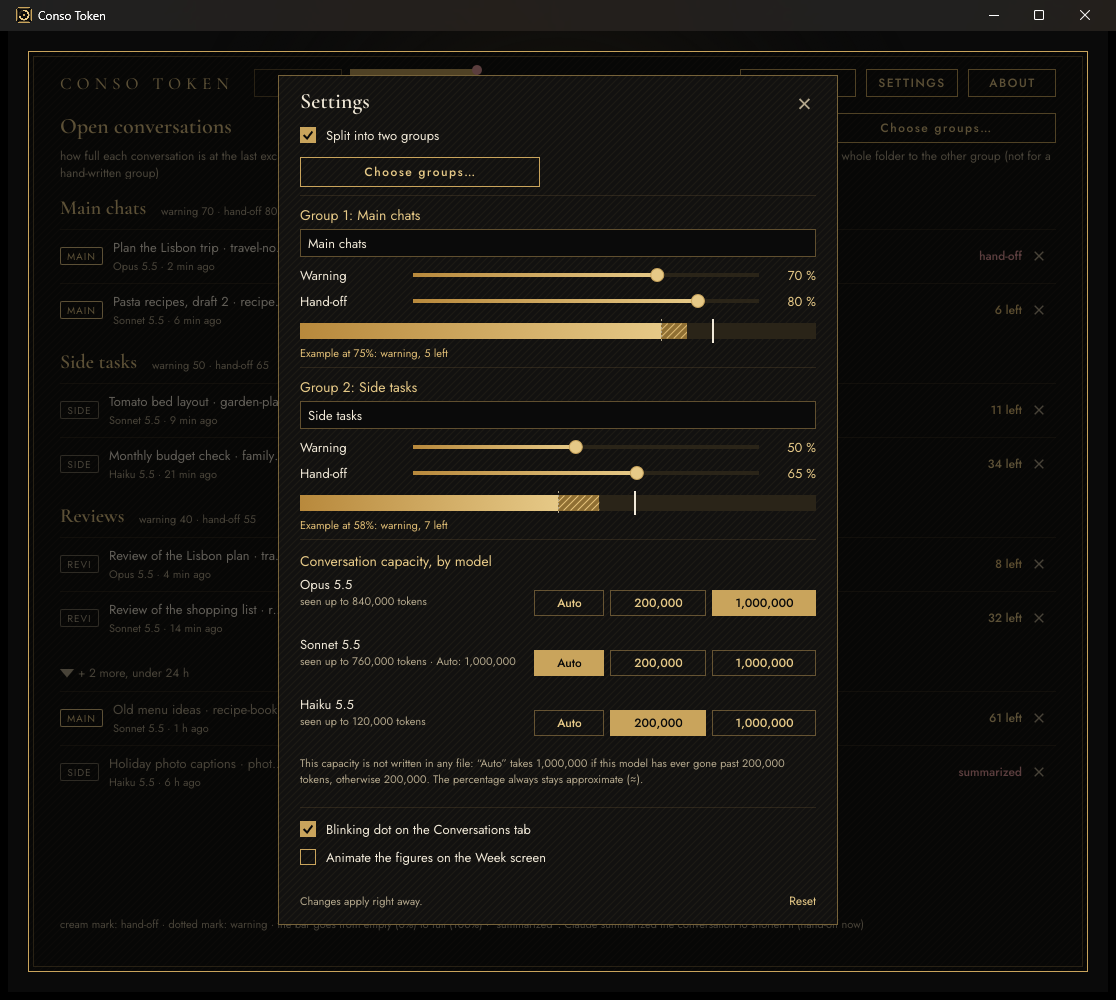 Conso Token
CONSO TOKEN
SETTINGS
ABOUT
Open conversations
Choose groups...
how full each conversation is at the last exc
whole folder to the other group (not for a
hand-written group)
Main chats warning 70 · hand-off 80
MAIN
Plan the Lisbon trip · travel-no...
Opus 5.5 · 2 min ago
hand-off
MAIN
Pasta recipes, draft 2 · recipe...
Sonnet 5.5 · 6 min ago
6 left
Side tasks warning 50 · hand-off 65
SIDE
Tomato bed layout · garden-pla
Sonnet 5.5 · 9 min ago
11 left
SIDE
Monthly budget check · family...
Haiku 5.5 · 21 min ago
34 left
Reviews warning 40 · hand-off 55
REVI
Review of the Lisbon plan · tra...
Opus 5.5 · 4 min ago
8 left
REVI
Review of the shopping list · r...
Sonnet 5.5 · 14 min ago
32 left
+ 2 more, under 24 h
MAIN
Old menu ideas · recipe-book
Sonnet 5.5 · 1 h ago
61 left
SIDE
Holiday photo captions · phot...
Haiku 5.5 · 6 h ago
summarized
cream mark: hand-off · dotted mark: warning · the bar goes from empty (0%) to full (100%) · "summarized": Claude summarized the conversation to shorten it (hand-off now)
Settings
Split into two groups
Choose groups...
Group 1: Main chats
Main chats
Warning 70 %
Hand-off 80 %
Example at 75%: warning, 5 left
Group 2: Side tasks
Side tasks
Warning 50 %
Hand-off 65 %
Example at 58%: warning, 7 left
Conversation capacity, by model
Opus 5.5
seen up to 840,000 tokens
Auto 200,000 1,000,000
Sonnet 5.5
seen up to 760,000 tokens · Auto: 1,000,000
Auto 200,000 1,000,000
Haiku 5.5
seen up to 120,000 tokens
Auto 200,000 1,000,000
This capacity is not written in any file: “Auto” takes 1,000,000 if this model has ever gone past 200,000
tokens, otherwise 200,000. The percentage always stays approximate (≈).
Blinking dot on the Conversations tab
Animate the figures on the Week screen
Changes apply right away.
Reset